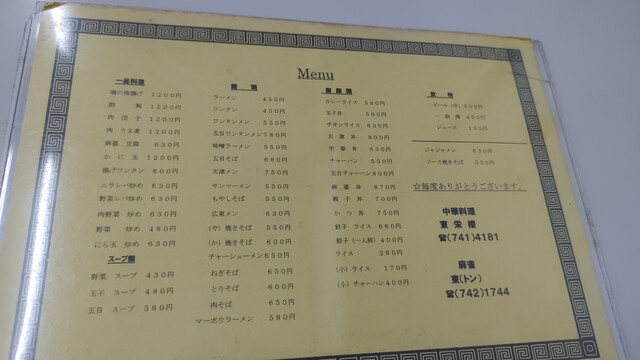 Menu
一品料理
鶏の唐揚げ 1200円
酢豚 1200円
肉団子 1200円
肉うま煮 1200円
麻婆豆腐 630円
かに玉 1200円
揚げワンタン 800円
ニラレバ炒め 630円
野菜レバ炒め 630円
肉野菜炒め 630円
野菜炒め 480円
にら玉炒め 630円
スープ類
野菜スープ 430円
玉子スープ 480円
五目スープ 580円
麺類
ラーメン 450円
ワンタン 450円
ワンタンメン 550円
五目ワンタンメン 780円
味噌ラーメン 550円
五目そば 680円
天津メン 750円
サンマーメン 550円
もやしそば 550円
広東メン 630円
(や)焼きそば 550円
(か)焼きそば 600円
チャーシューメン 650円
ねぎそば 650円
とりそば 600円
肉そば 650円
マーボウラーメン 580円
御飯類
カレーライス 580円
玉子丼 580円
チキンライス 630円
天津丼 800円
中華丼 630円
チャーハン 550円
五目チャーハン 800円
麻婆丼 670円
親子丼 700円
かつ丼 750円
餃子ライス 660円
餃子(一人前) 400円
ライス 260円
(小)ライス 170円
(小)チャーハン 400円
ビール(中)
ジュース
ジャジャメン
ソース焼きそば 550円
☆毎度ありがとうございます。
中華料理
東栄楼
☎(741)4181
麻雀
東(トン)
☎(742)1744